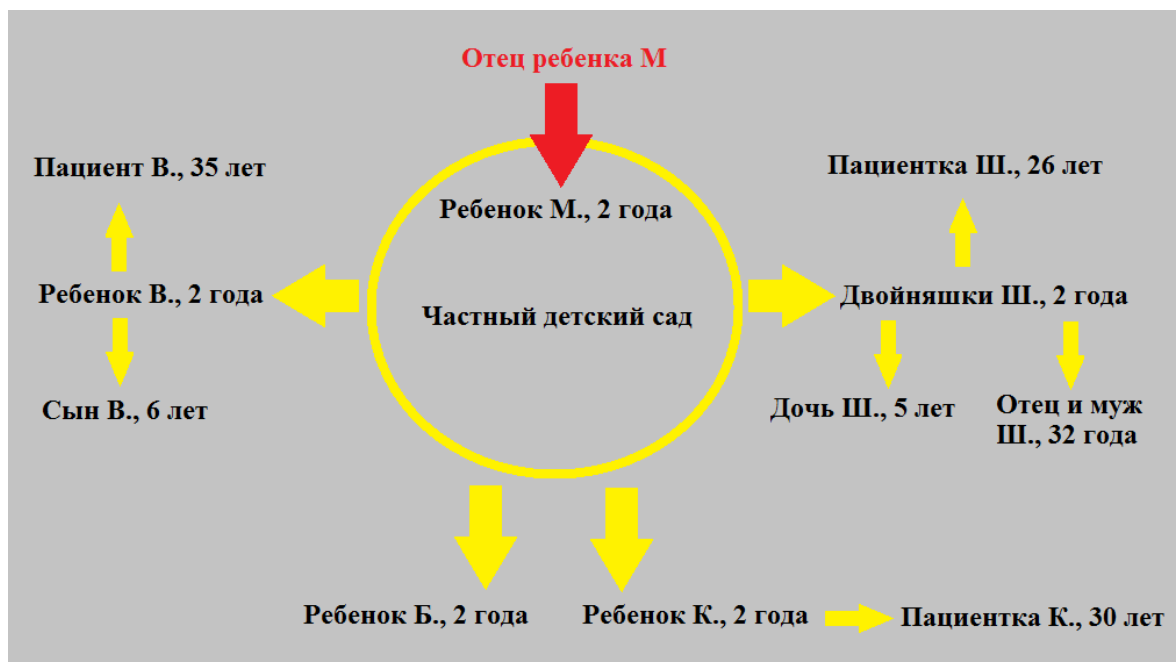 Отец ребенка М
Пациент В., 35 лет
Пациентка Ш., 26 лет
Ребенок М., 2 года
Ребенок В., 2 года
Частный детский сад
Двойняшки Ш., 2 года
Сын В., 6 лет
Дочь Ш., 5 лет
Отец и муж
Ш., 32 года
Ребенок Б., 2 года
Ребенок К., 2 года
Пациентка К., 30 лет